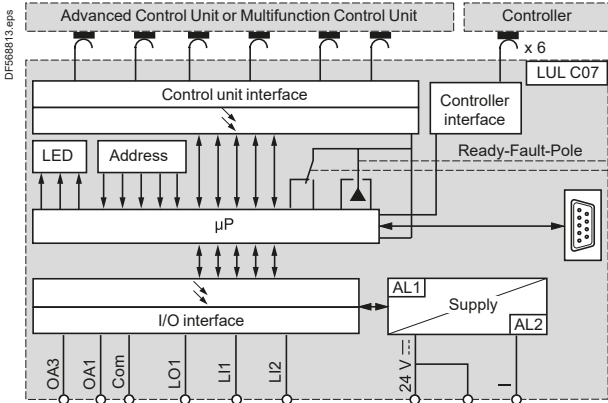 DF568813.eps
Advanced Control Unit or Multifunction Control Unit
Controller
x 6
LUL C07
Control unit interface
Controller
interface
LED
Address
Ready-Fault-Pole
µP
AL1
Supply
AL2
I/O interface
OA3
OA1
Com
LO1
LI1
LI2
24 V
I